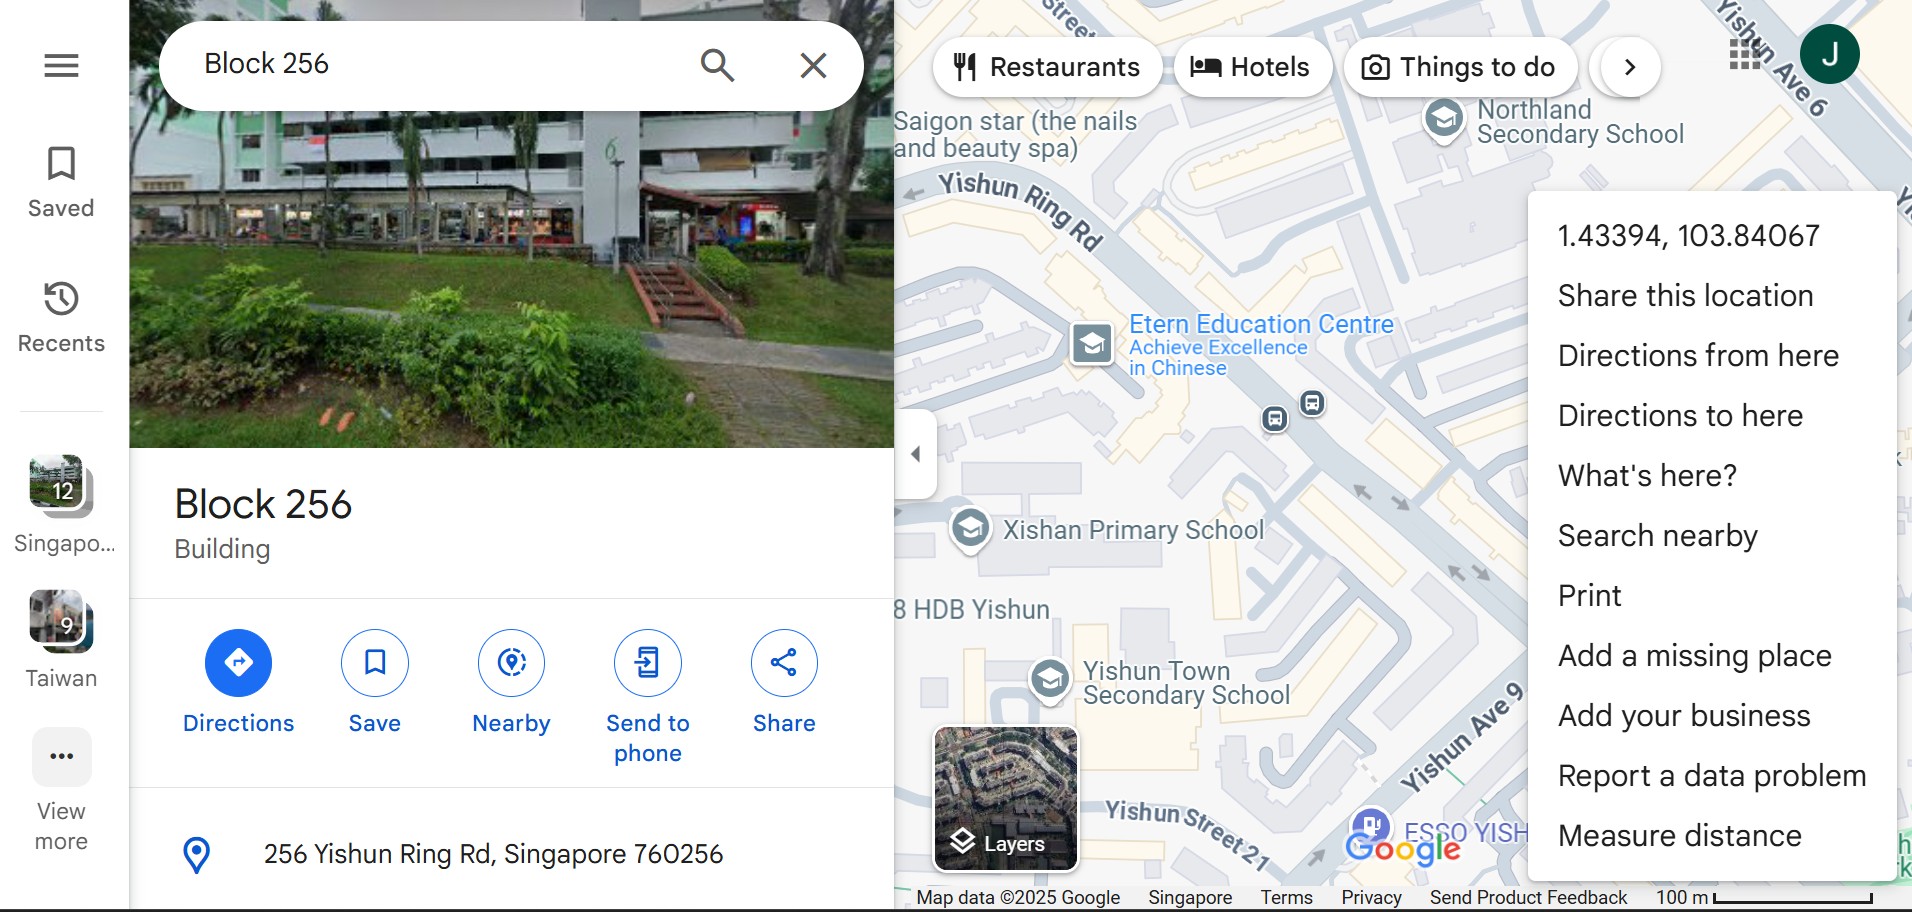 Block 256
Saved
Recents
12
Singapo...
9
Taiwan
View
more
6
Block 256
Building
Directions
Save
Nearby
Send to
phone
Share
256 Yishun Ring Rd, Singapore 760256
Restaurants
Hotels
Things to do
J
Street
Yishun Ave 6
Saigon star (the nails
and beauty spa)
Northland
Secondary School
Yishun Ring Rd
Etern Education Centre
Achieve Excellence
in Chinese
Xishan Primary School
8 HDB Yishun
Yishun Town
Secondary School
Yishun Ave 9
Yishun Street 21
ESSO YISH
Layers
Google
1.43394, 103.84067
Share this location
Directions from here
Directions to here
What's here?
Search nearby
Print
Add a missing place
Add your business
Report a data problem
Measure distance
Map data ©2025 Google
Singapore
Terms
Privacy
Send Product Feedback
100 m